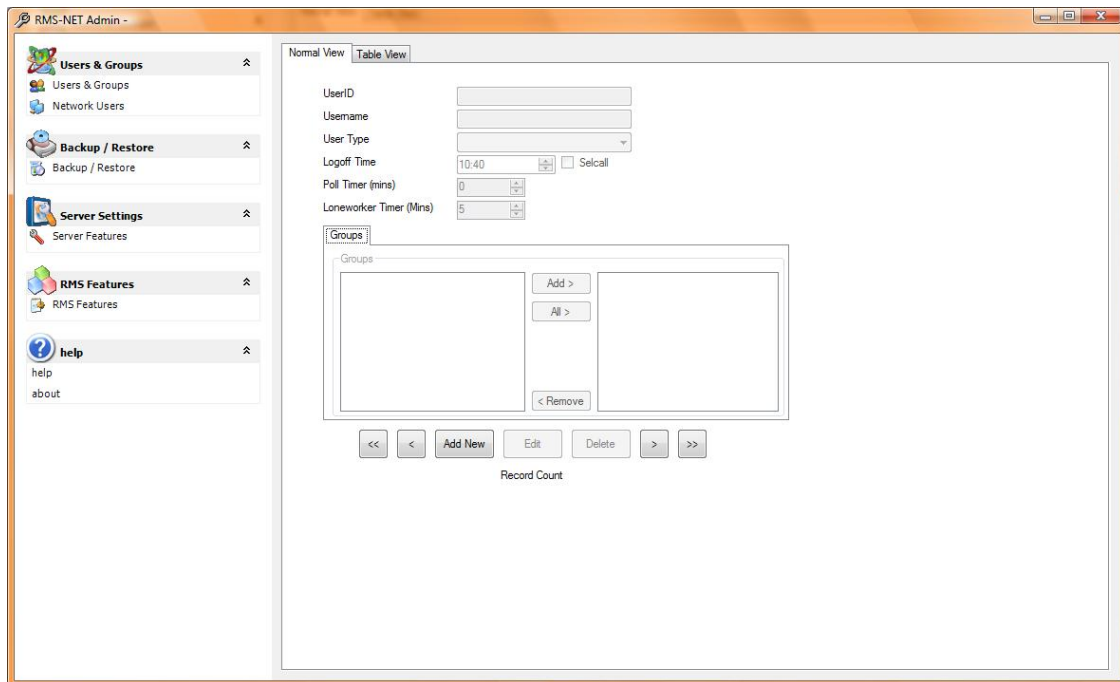 RMS-NET Admin -
Users & Groups
Users & Groups
Network Users
Backup / Restore
Backup / Restore
Server Settings
Server Features
RMS Features
RMS Features
help
help
about
Normal View Table View
UserID
Username
User Type
Logoff Time 10:40 Selcall
Poll Timer (mins) 0
Loneworker Timer (Mins) 5
Groups
Groups
Add >
All >
< Remove
<< < Add New Edit Delete > >>
Record Count